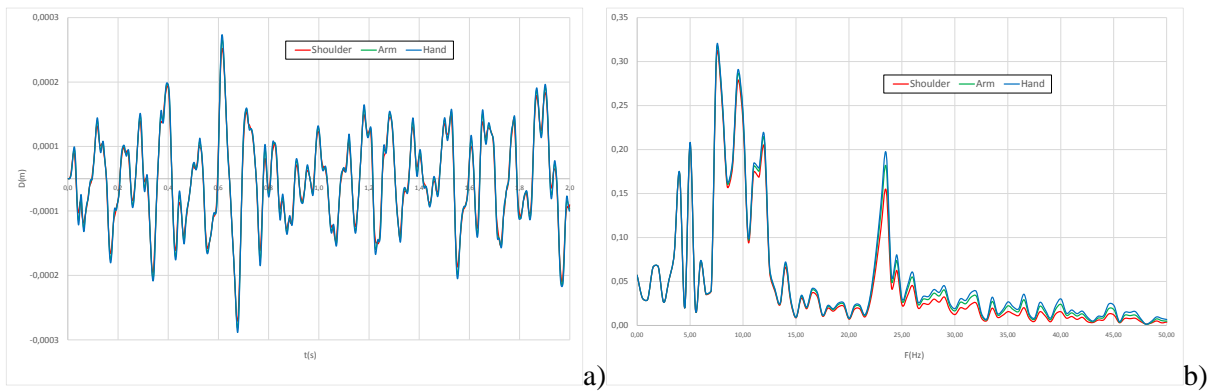 0,0003
Shoulder Arm Hand
0,0002
0,0001
D(m)
0,0 0,2 0,4 0,6 0,8 1,0 1,2 1,4 1,6 1,8 2,0
-0,0001
-0,0002
-0,0003
t(s)
a)
0,35
0,30
Shoulder Arm Hand
0,25
0,20
0,15
0,10
0,05
0,00
0,00 5,00 10,00 15,00 20,00 25,00 30,00 35,00 40,00 45,00 50,00
F(Hz)
b)